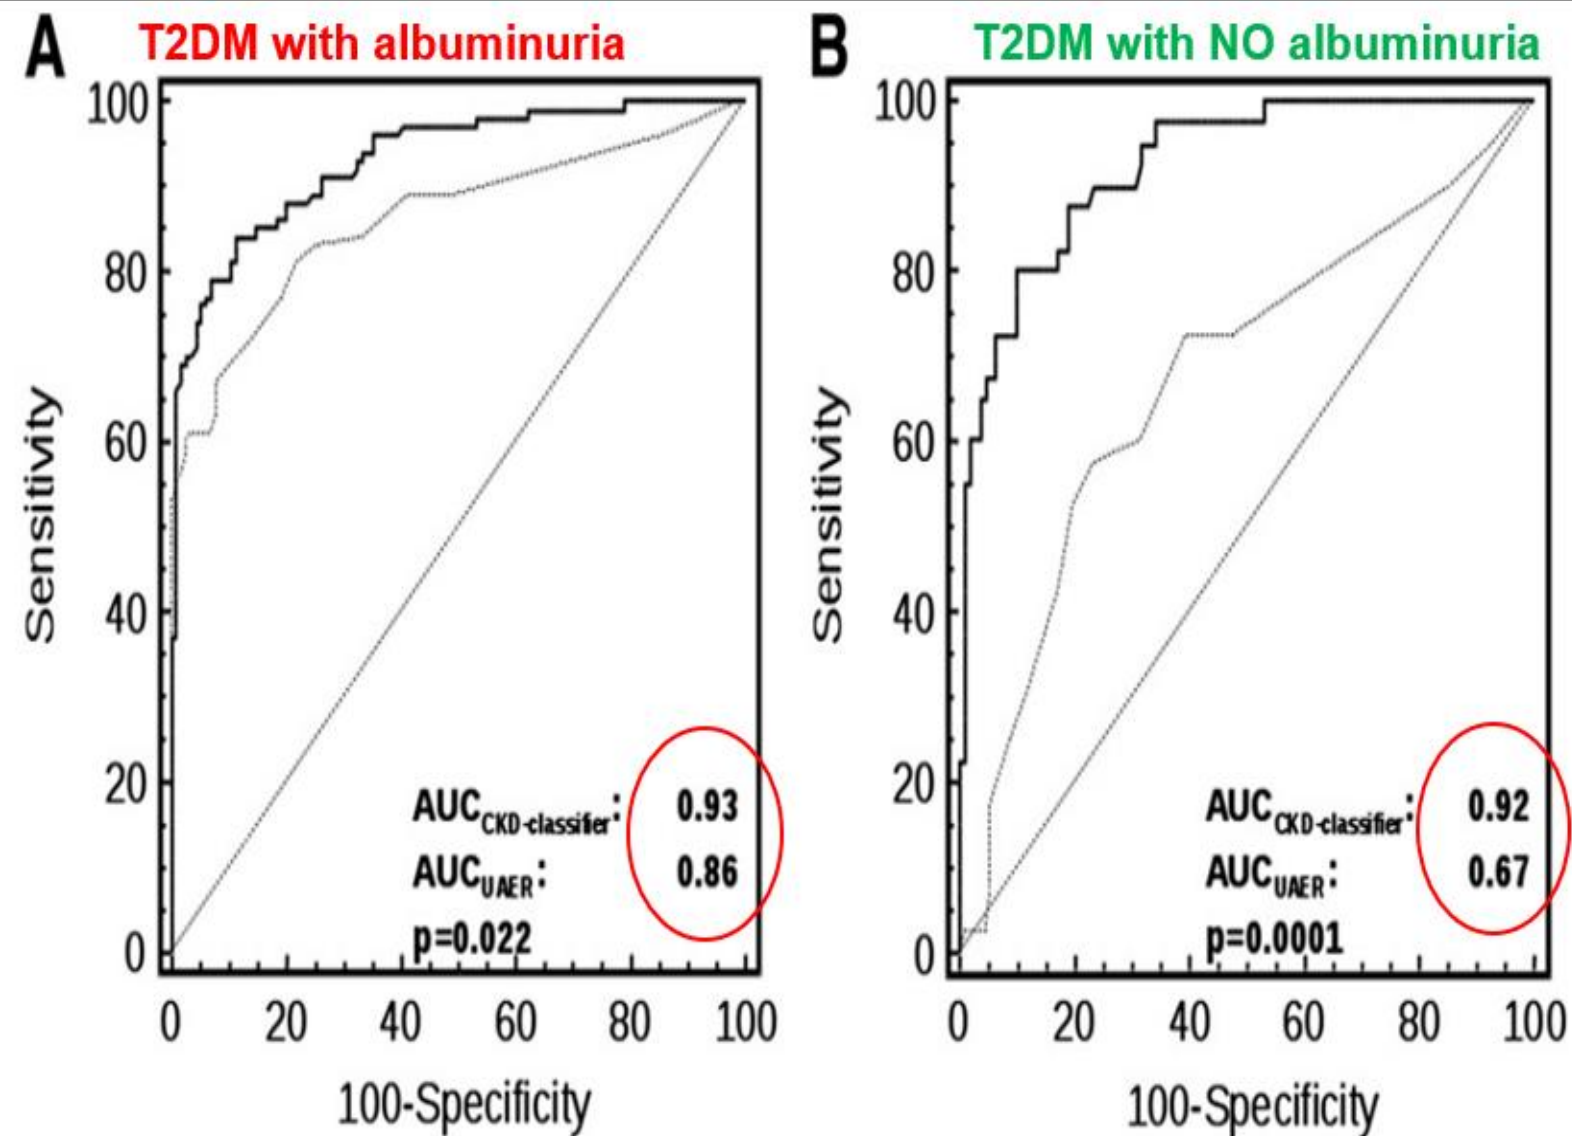 A T2DM with albuminuria
100
80
60
40
20
0
Sensitivity
AUCCKD-classifier: 0.93
AUCUAER: 0.86
p=0.022
0 20 40 60 80 100
100-Specificity
B T2DM with NO albuminuria
100
80
60
40
20
0
Sensitivity
AUCCKD-classifier: 0.92
AUCUAER: 0.67
p=0.0001
0 20 40 60 80 100
100-Specificity